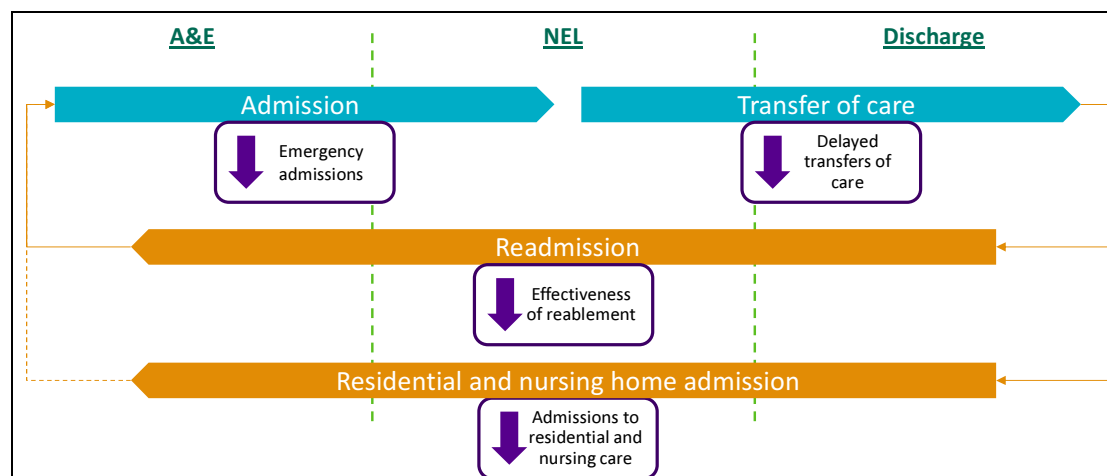 A&E
NEL
Discharge
Admission
Transfer of care
Emergency
admissions
Delayed
transfers of
care
Readmission
Effectiveness
of reablement
Residential and nursing home admission
Admissions to
residential and
nursing care